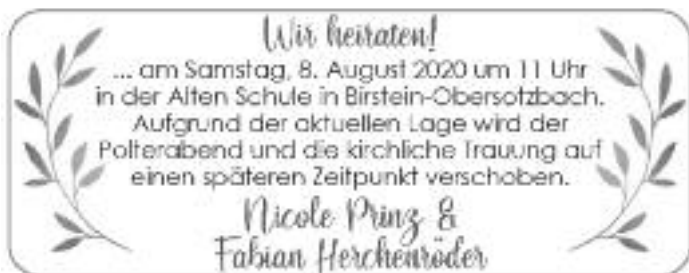 Wir heiraten!
... am Samstag, 8. August 2020 um 11 Uhr
in der Alten Schule in Birstein-Obersotzbach.
Aufgrund der aktuellen Lage wird der
Polterabend und die kirchliche Trauung auf
einen späteren Zeitpunkt verschoben.
Nicole Prinz &
Fabian Herchenröder